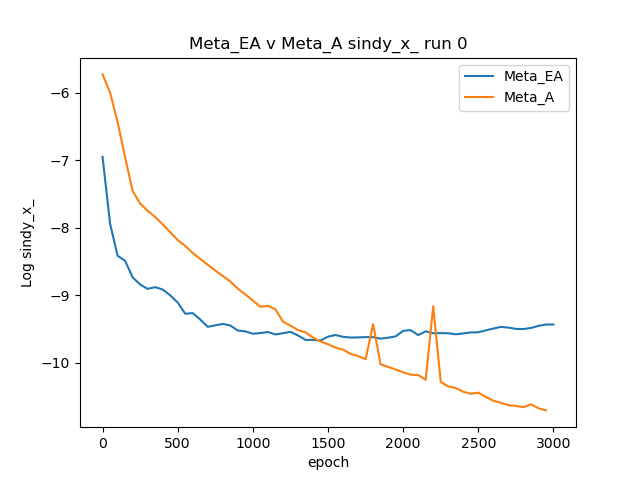 Meta_EA v Meta_A sindy_x_ run 0
Meta_EA
Meta_A
Log sindy_x_
−6
−7
−8
−9
−10
0
500
1000
1500
2000
2500
3000
epoch